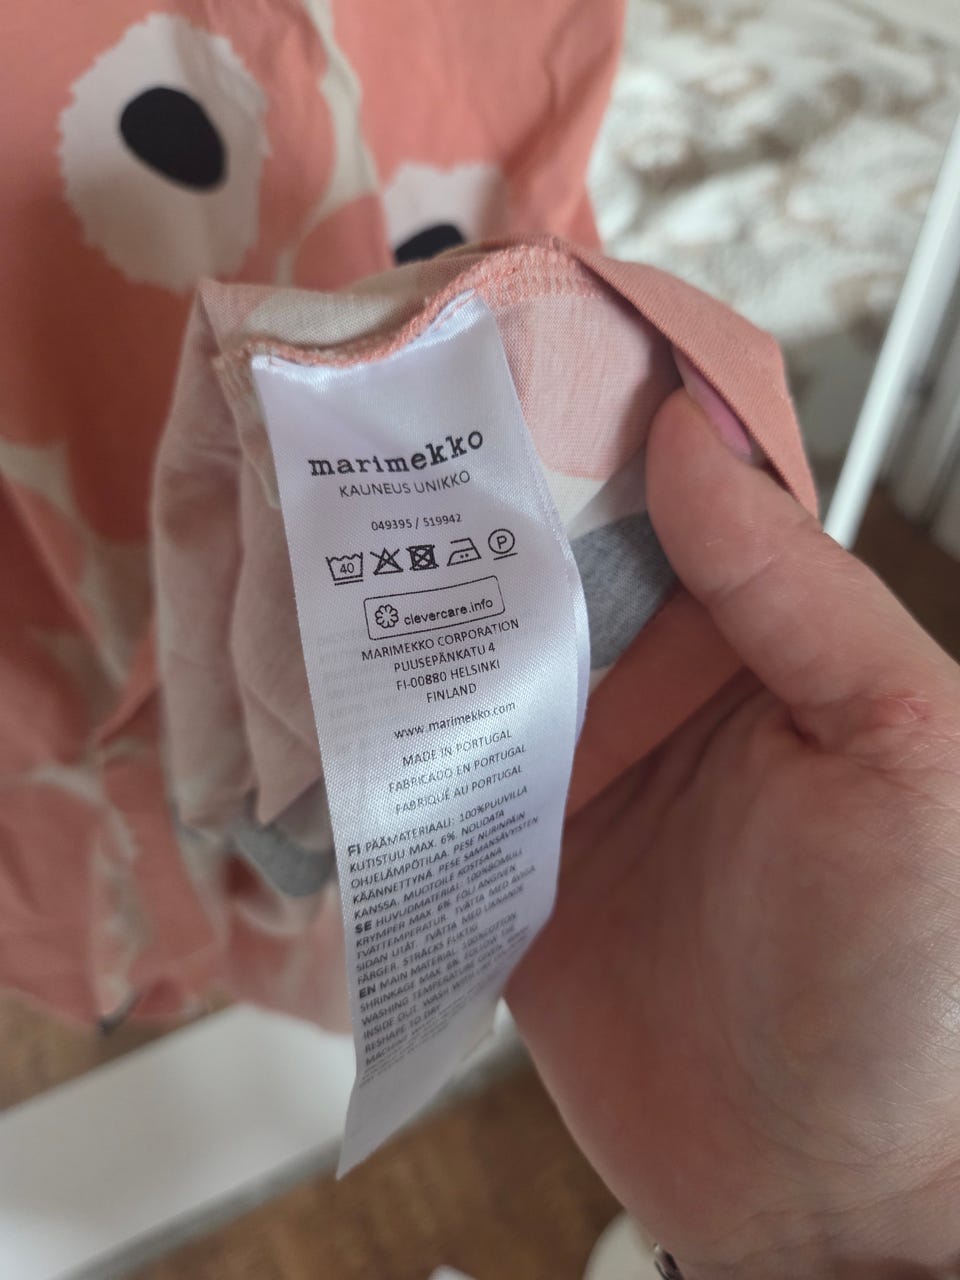 marimekko
KAUNEUS UNIKKO
049395 / 519942
40 P
clevercare.info
MARIMEKKO CORPORATION
PUUSEPÄNKATU 4
FI-00880 HELSINKI
FINLAND
www.marimekko.com
MADE IN PORTUGAL
FABRICADO EN PORTUGAL
FABRIQUÉ AU PORTUGAL
FI PÄÄMATERIAALI: 100%PUUVILLA
KUTISTUU MAX. 6%. NOUDATA
OHJELÄMPÖTILAA. PESE NURINPÄIN
KÄÄNNETTYNÄ. PESE SAMANSÄVYISTEN
KANSSA. MUOTOILE KOSTEANA
SE HUVUDMATERIAL: 100%BOMULL
KRYMPER MAX. 6%. FÖLJ ANGIVEN
TVÄTTEMPERATUR. TVÄTTA MED AVIGA
SIDAN UTÅT. TVÄTTA MED LIKNANDE
FÄRGER. STRÄCKS FUKTIG
EN MAIN MATERIAL: 100%COTTON
SHRINKAGE MAX. 6%. FOLLOW THE
WASHING TEMPERATURE GIVEN. WASH
INSIDE OUT. WASH WITH
RESHAPE TO DAMP